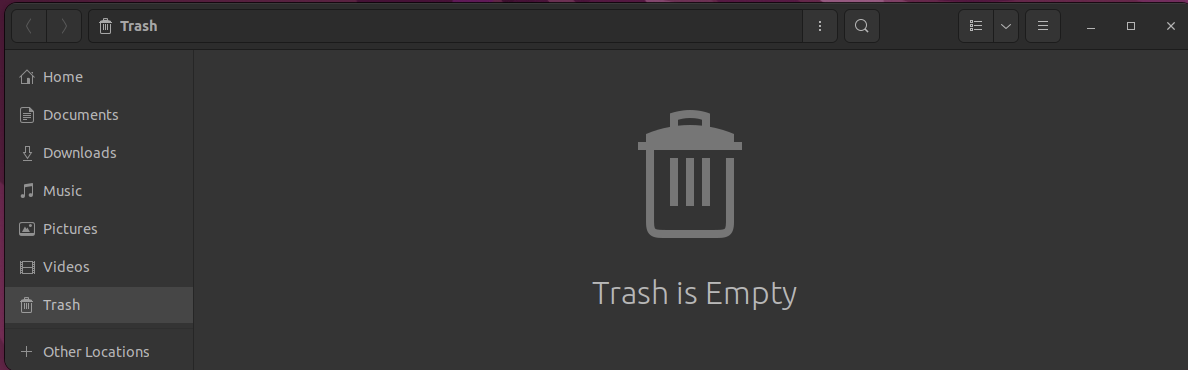 Trash
Home
Documents
Downloads
Music
Pictures
Videos
Trash
Other Locations
Trash is Empty